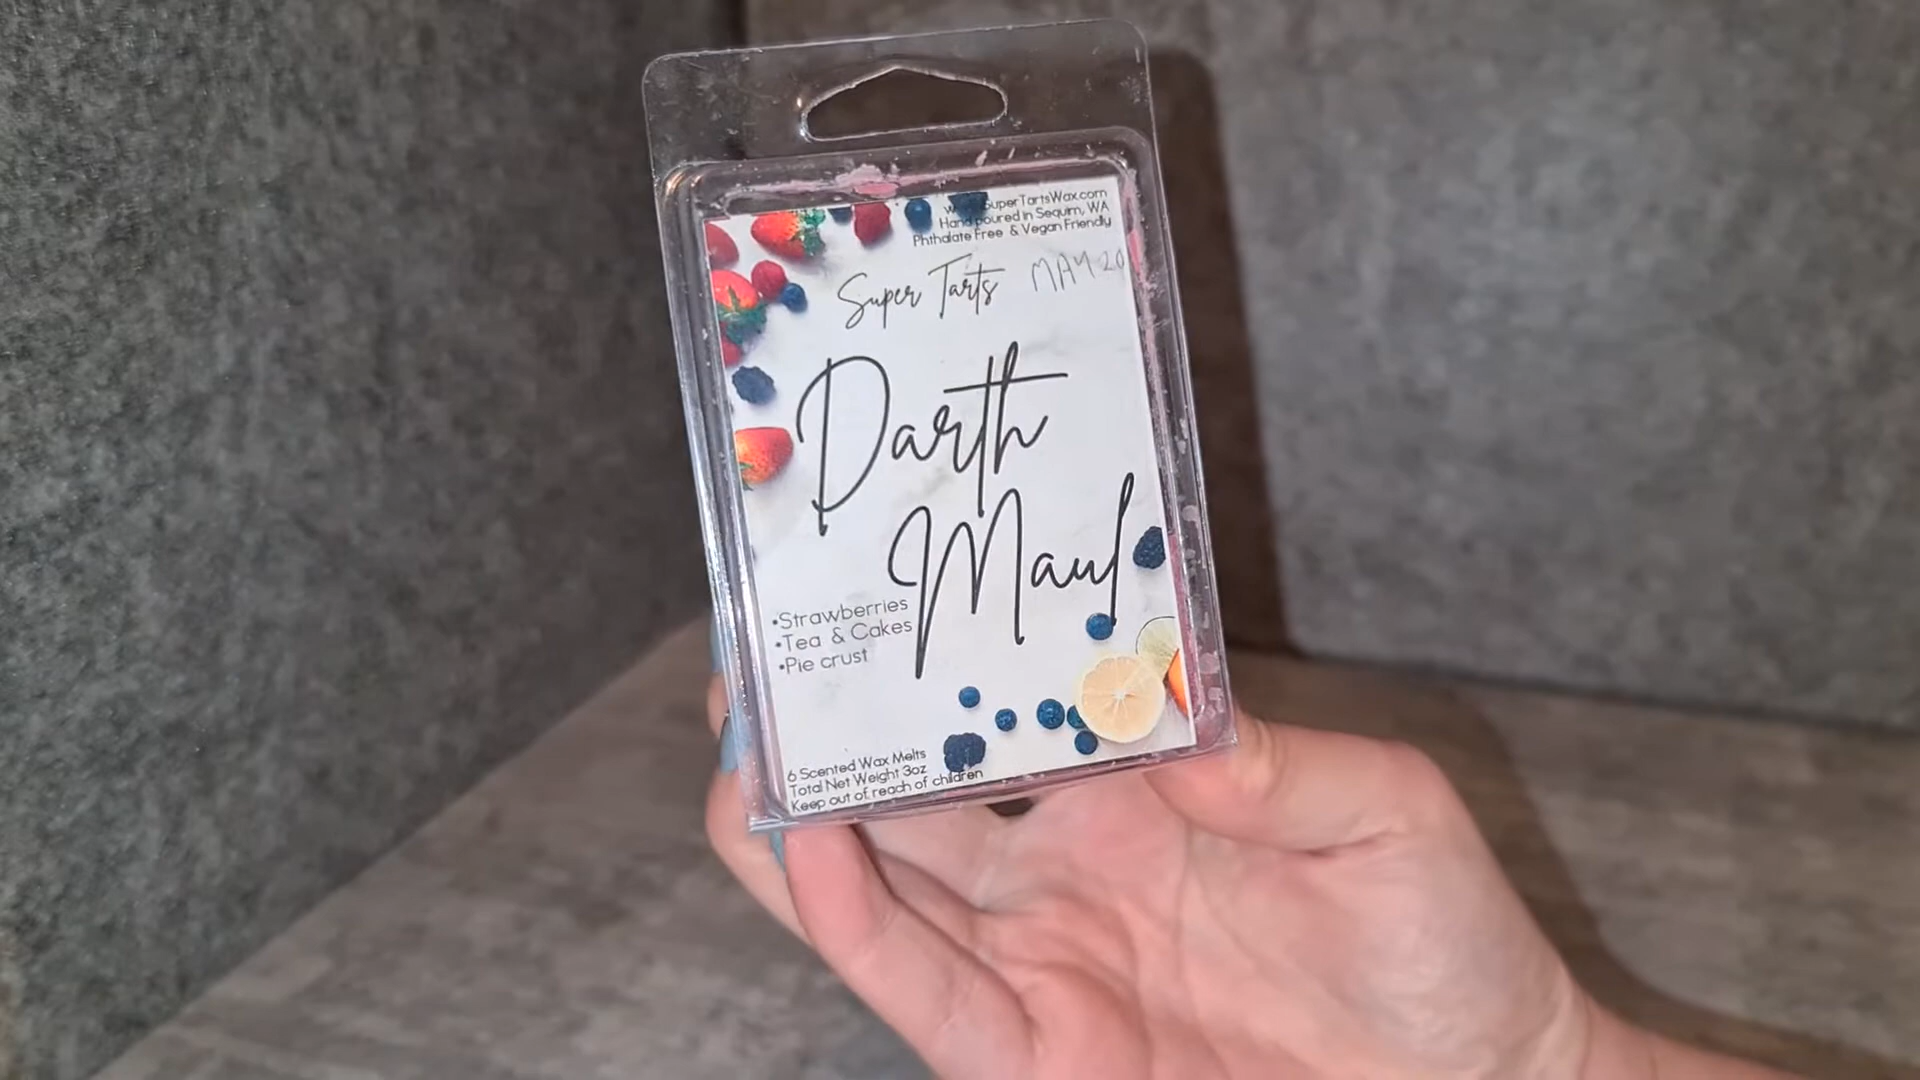 SuperTartsWax.com
Hand poured in Sequim, WA
Phthalate Free & Vegan Friendly
Super Tarts
MAY 20
Darth
Maul
•Strawberries
•Tea & Cakes
•Pie crust
6 Scented Wax Melts
Total Net Weight 3oz
Keep out of reach of children